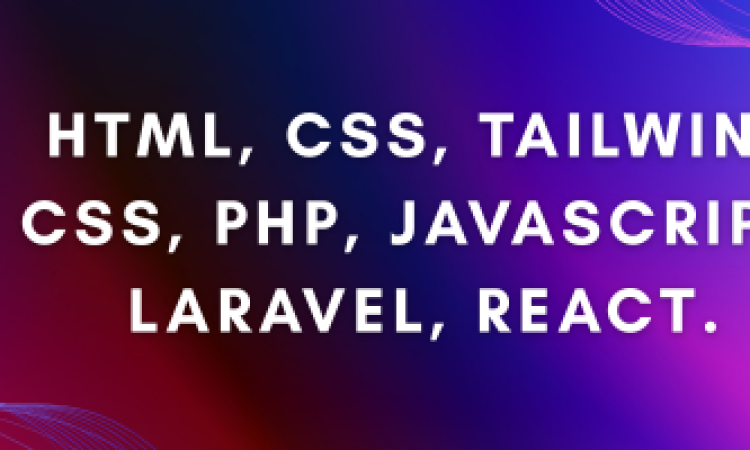 HTML, CSS, TAILWIN
CSS, PHP, JAVASCRIP
LARAVEL, REACT.